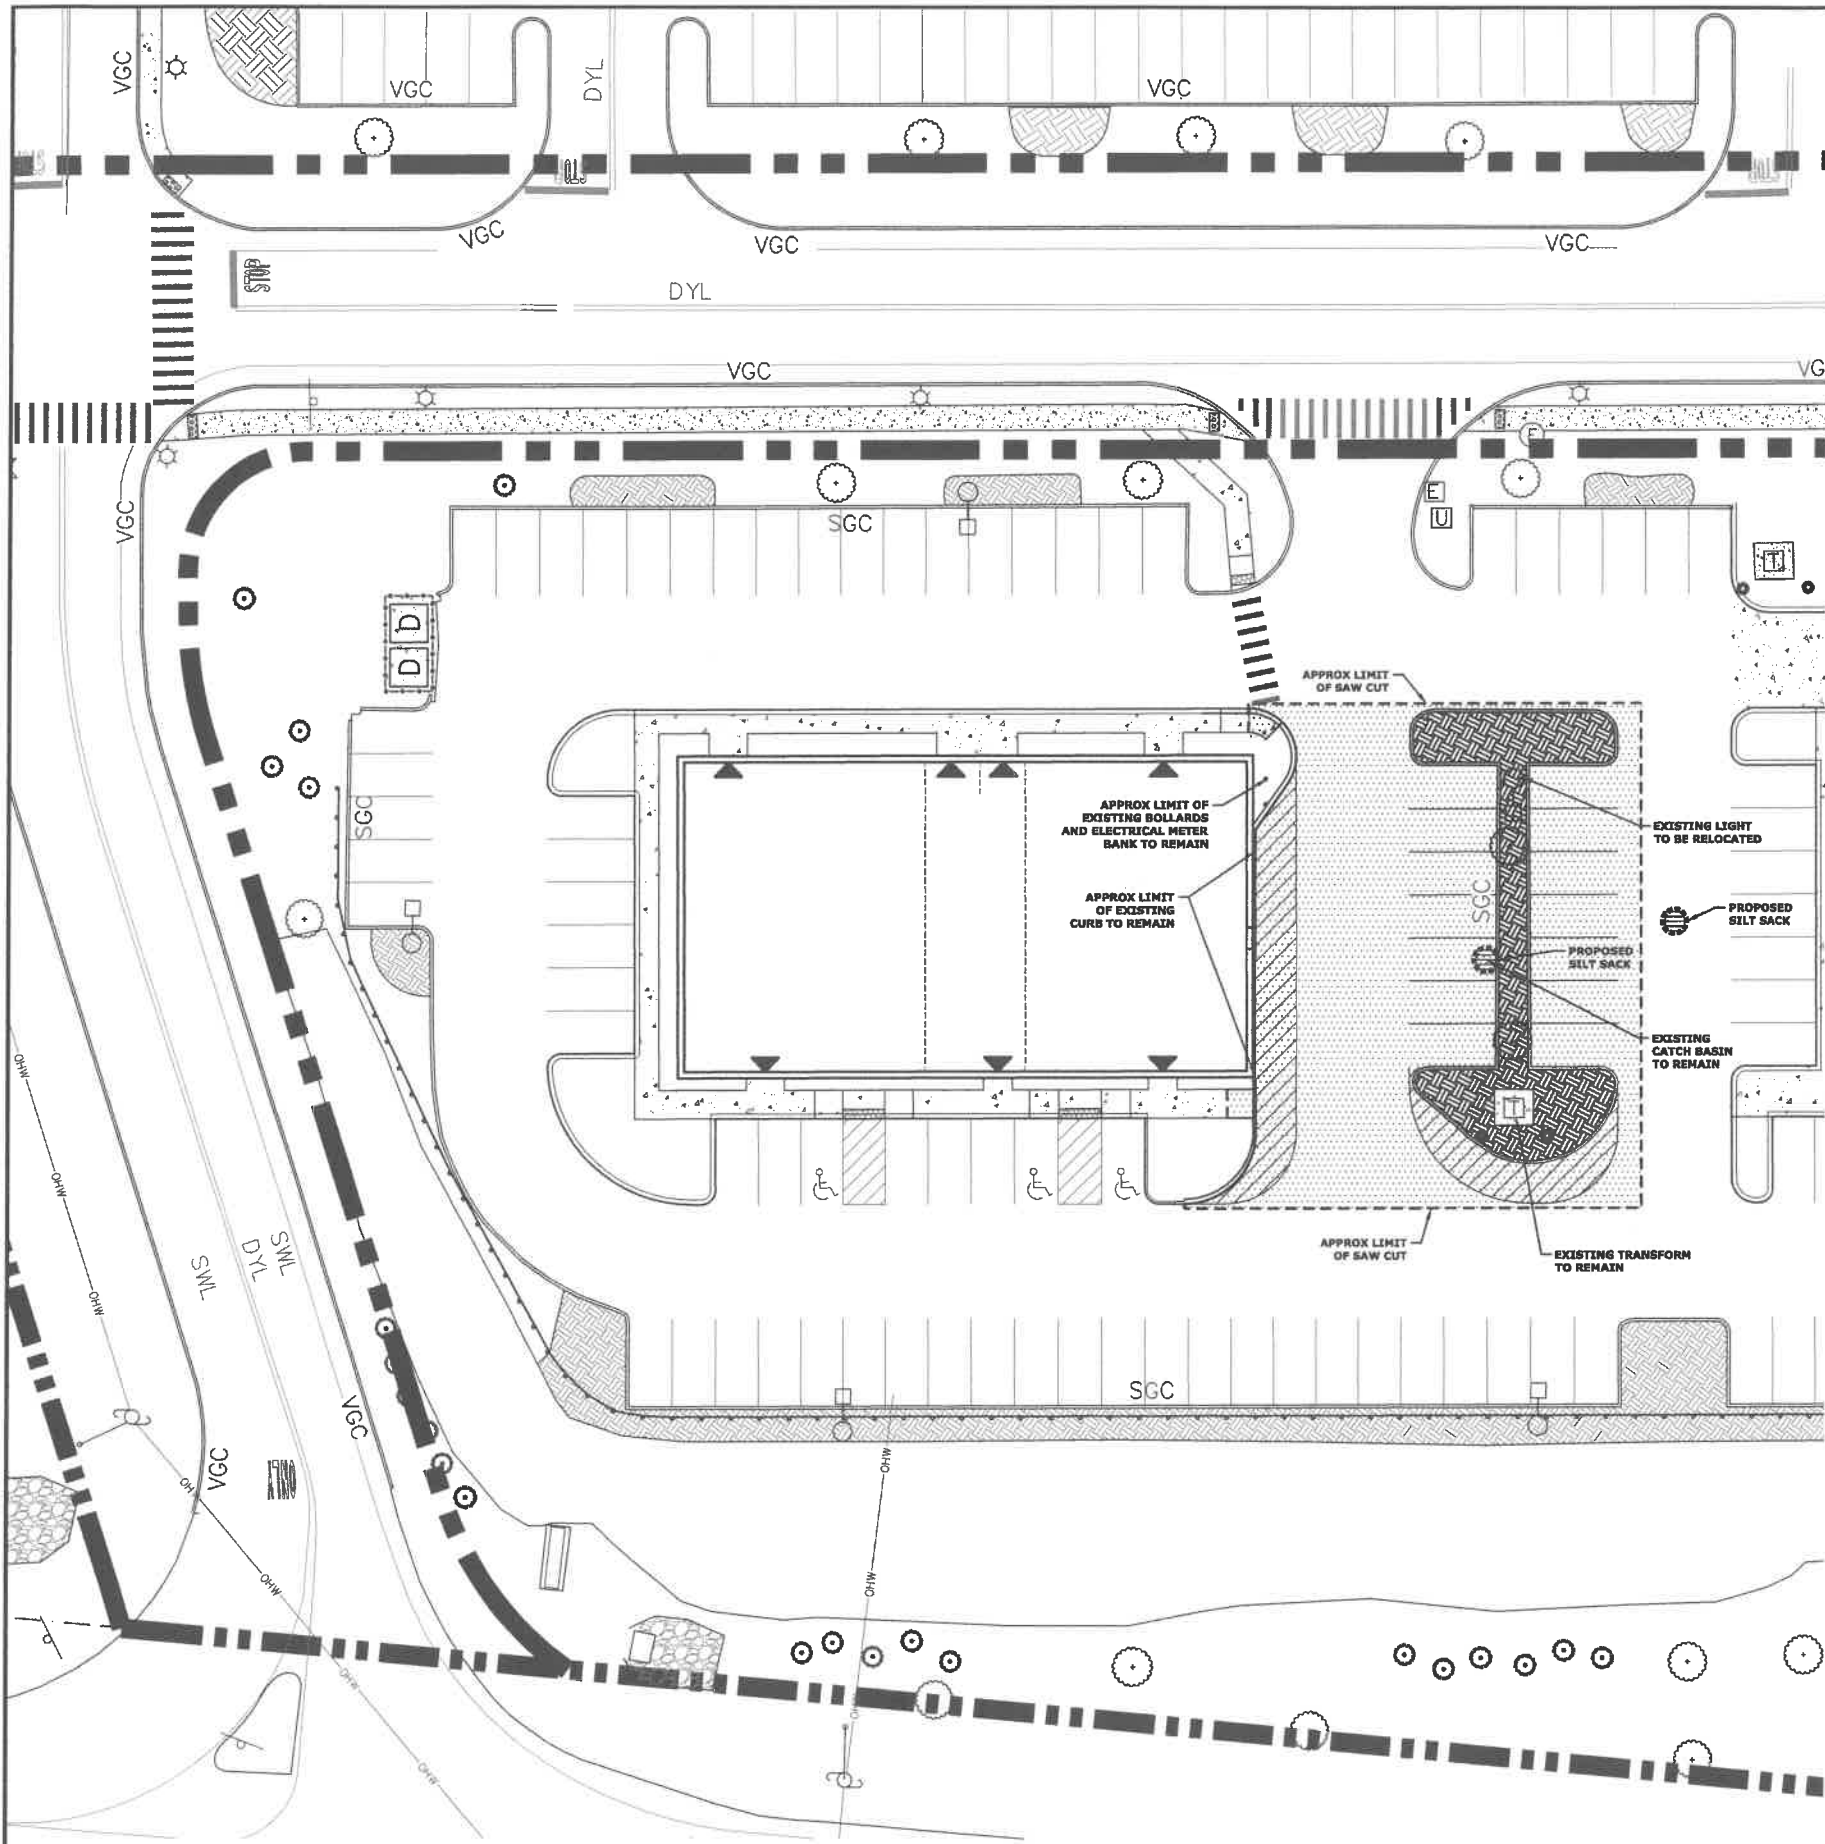 VGC
VGC
DYL
VGC
VGC
VGC
VGC
STOP
DYL
VGC
VG
VGC
SGC
E
E
U
T
D
D
APPROX LIMIT
OF SAW CUT
SGC
APPROX LIMIT OF
EXISTING BOLLARDS
AND ELECTRICAL METER
BANK TO REMAIN
EXISTING LIGHT
TO BE RELOCATED
APPROX LIMIT
OF EXISTING
CURB TO REMAIN
SGC
PROPOSED
SILT SACK
PROPOSED
SILT SACK
EXISTING
CATCH BASIN
TO REMAIN
T
OHW
OHW
OHW
APPROX LIMIT
OF SAW CUT
EXISTING TRANSFORM
TO REMAIN
SWL
DYL
SWL
SGC
VGC
VGC
ONLY
OHW
OHW
OHW
OHW
OHW